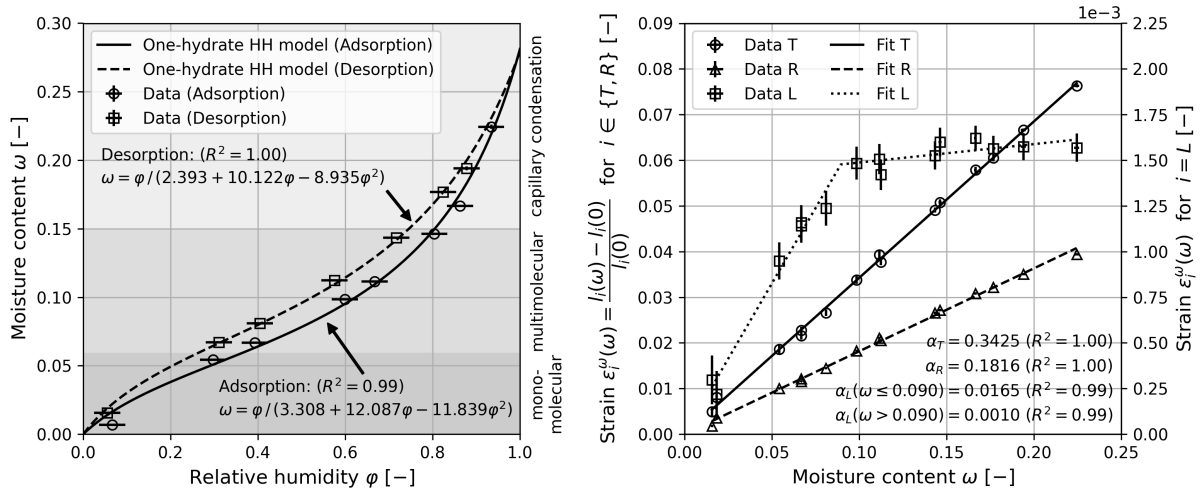 0.30
0.25
0.20
0.15
0.10
0.05
0.00
Moisture content ω [−]
One-hydrate HH model (Adsorption)
One-hydrate HH model (Desorption)
Data (Adsorption)
Data (Desorption)
Desorption: (R² = 1.00)
ω = φ/(2.393 + 10.122φ − 8.935φ²)
Adsorption: (R² = 0.99)
ω = φ/(3.308 + 12.087φ − 11.839φ²)
capillary condensation
multimolecular
mono-
molecular
0.0 0.2 0.4 0.6 0.8 1.0
Relative humidity φ [−]
0.09
0.08
0.07
0.06
0.05
0.04
0.03
0.02
0.01
0.00
Strain εᵢ^ω(ω) = (lᵢ(ω) − lᵢ(0))/lᵢ(0) for i ∈ {T, R} [−]
Data T
Data R
Data L
Fit T
Fit R
Fit L
α_T = 0.3425 (R² = 1.00)
α_R = 0.1816 (R² = 1.00)
α_L(ω ≤ 0.090) = 0.0165 (R² = 0.99)
α_L(ω > 0.090) = 0.0010 (R² = 0.99)
0.00 0.05 0.10 0.15 0.20 0.25
Moisture content ω [−]
1e−3
2.25
2.00
1.75
1.50
1.25
1.00
0.75
0.50
0.25
0.00
Strain εᵢ^ω(ω) for i = L [−]